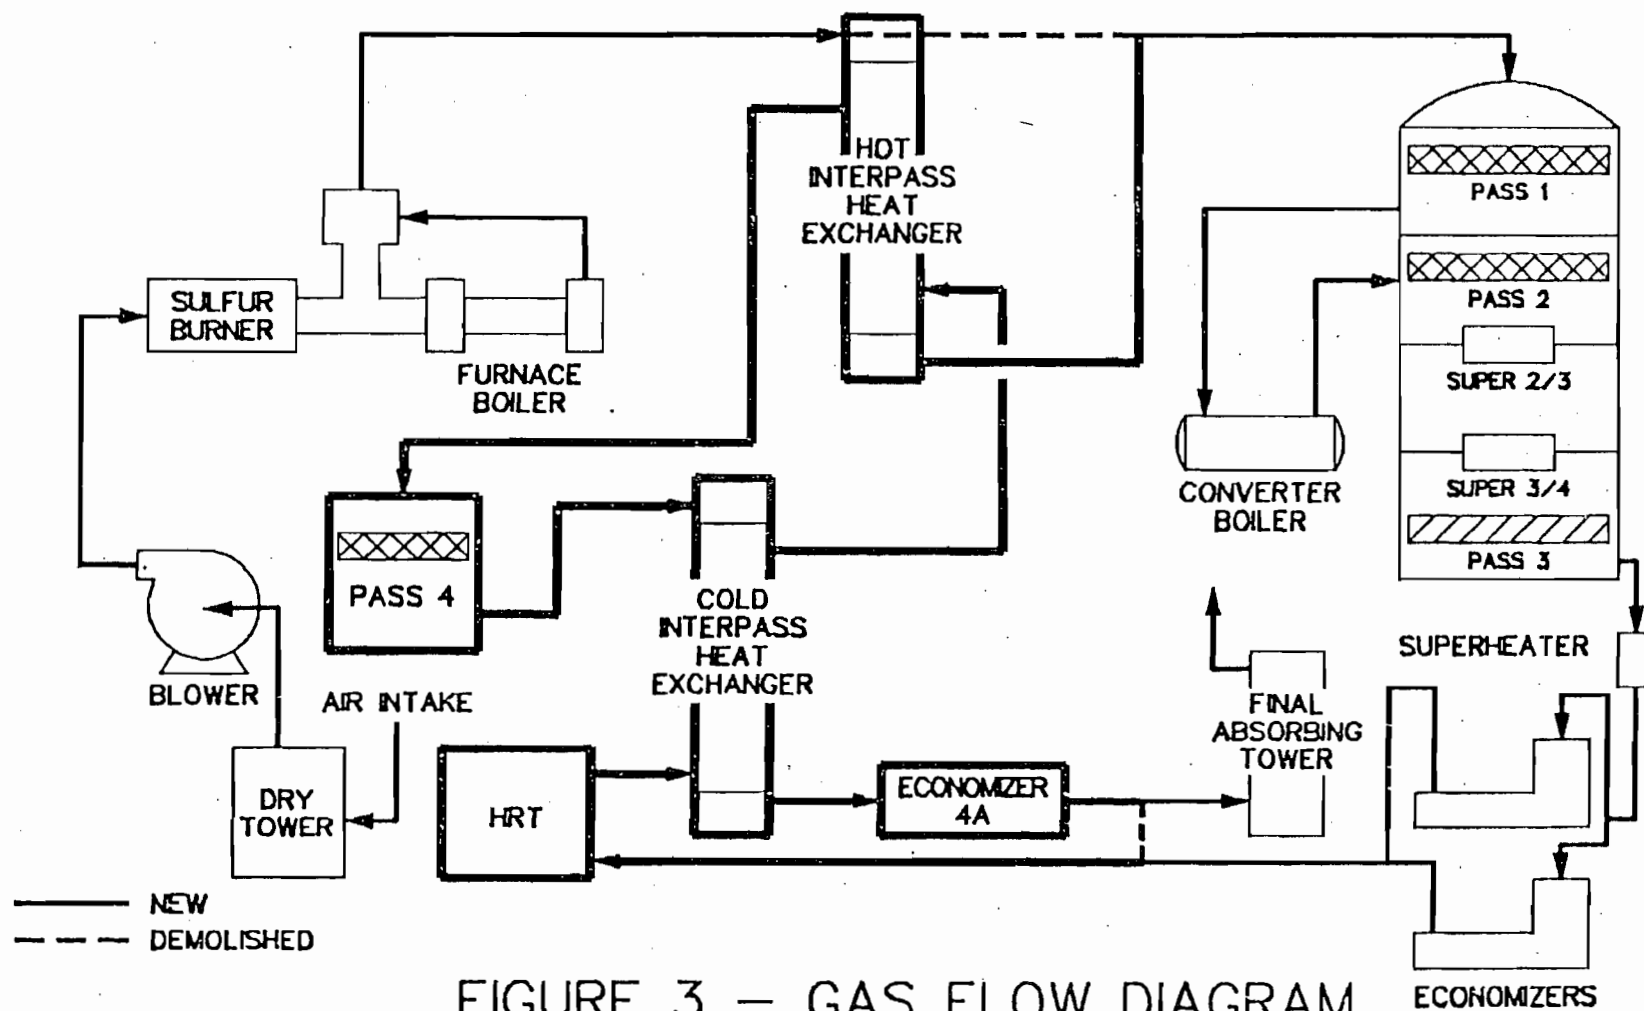 HOT
INTERPASS
HEAT
EXCHANGER
PASS 1
PASS 2
SUPER 2/3
SUPER 3/4
PASS 3
SULFUR
BURNER
FURNACE
BOILER
CONVERTER
BOILER
PASS 4
COLD
INTERPASS
HEAT
EXCHANGER
BLOWER
AIR INTAKE
SUPERHEATER
FINAL
ABSORBING
TOWER
DRY
TOWER
HRT
ECONOMIZER
4A
NEW
DEMOLISHED
ECONOMIZERS
FIGURE 3 - GAS FLOW DIAGRAM